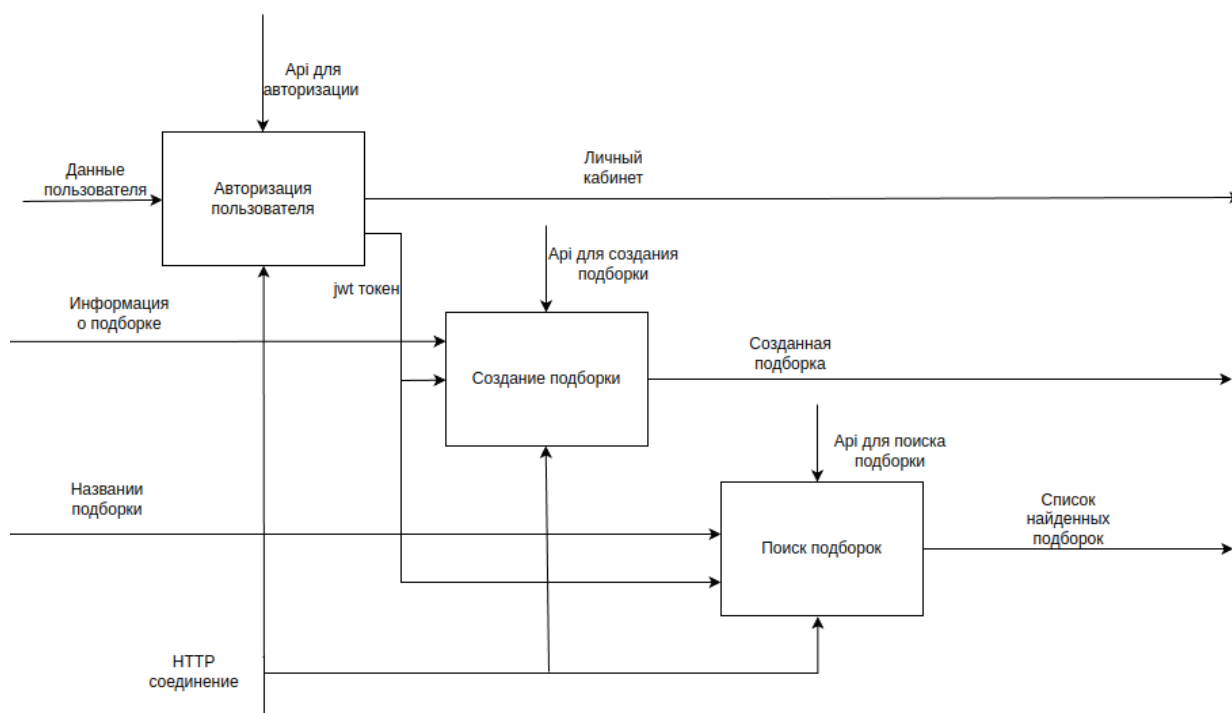 Api для
авторизации
Данные
пользователя
Авторизация
пользователя
Личный
кабинет
Api для создания
подборки
jwt токен
Информация
о подборке
Создание подборки
Созданная
подборка
Api для поиска
подборки
Названии
подборки
Поиск подборок
Список
найденных
подборок
HTTP
соединение